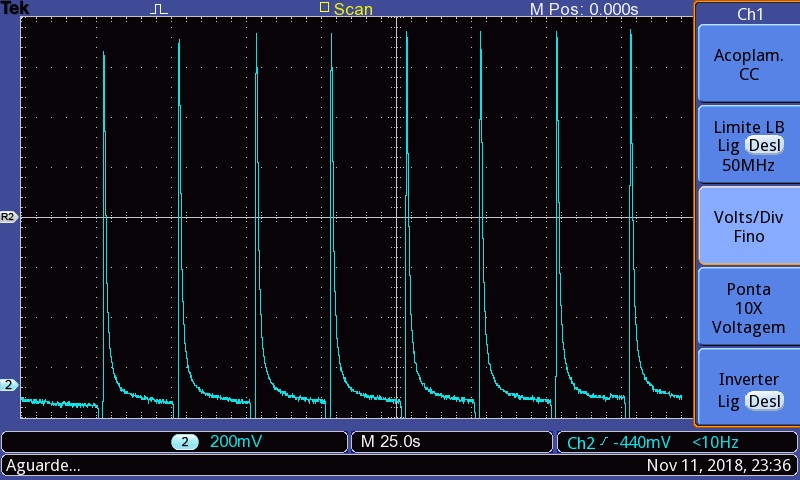 Tek
Scan
M Pos: 0.000s
Ch1
Acoplam.
CC
Limite LB
Lig Desl
50MHz
Volts/Div
Fino
Ponta
10X
Voltagem
Inverter
Lig Desl
R2
2
2 200mV
M 25.0s
Ch2 -440mV <10Hz
Aguarde...
Nov 11, 2018, 23:36